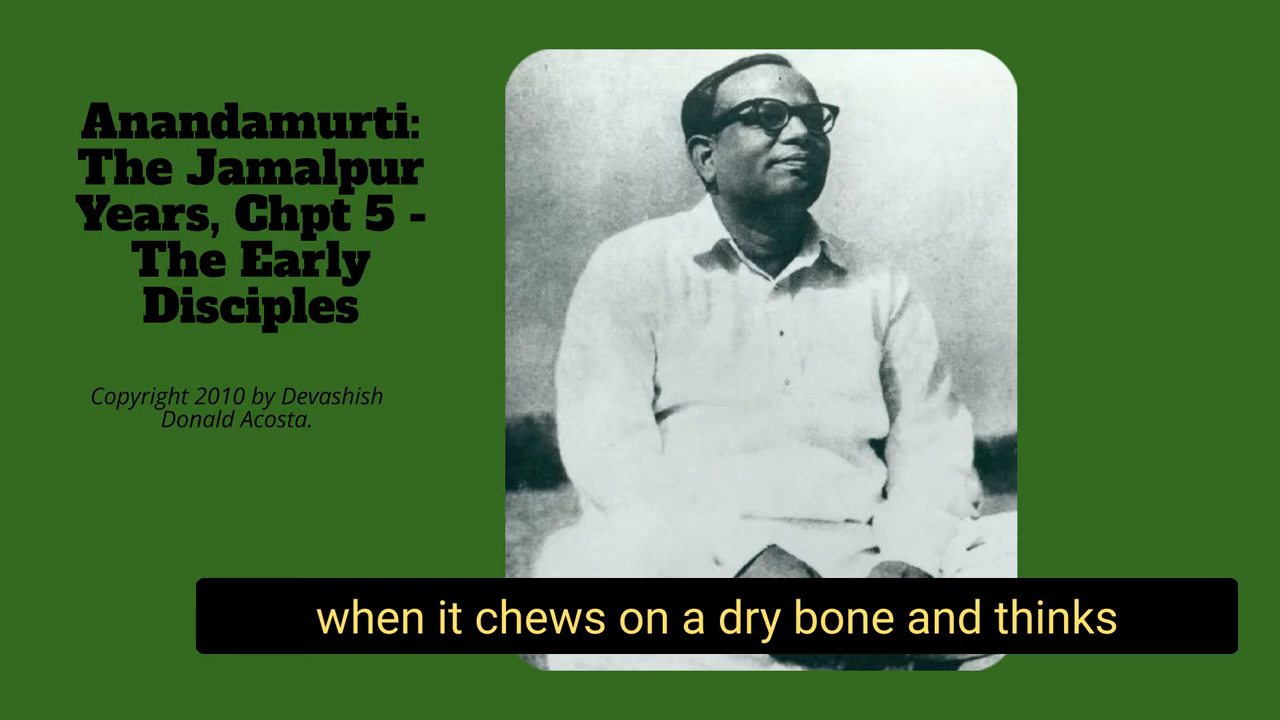 Anandamurti:
The Jamalpur
Years, Chpt 5 -
The Early
Disciples
Copyright 2010 by Devashish
Donald Acosta.
when it chews on a dry bone and thinks